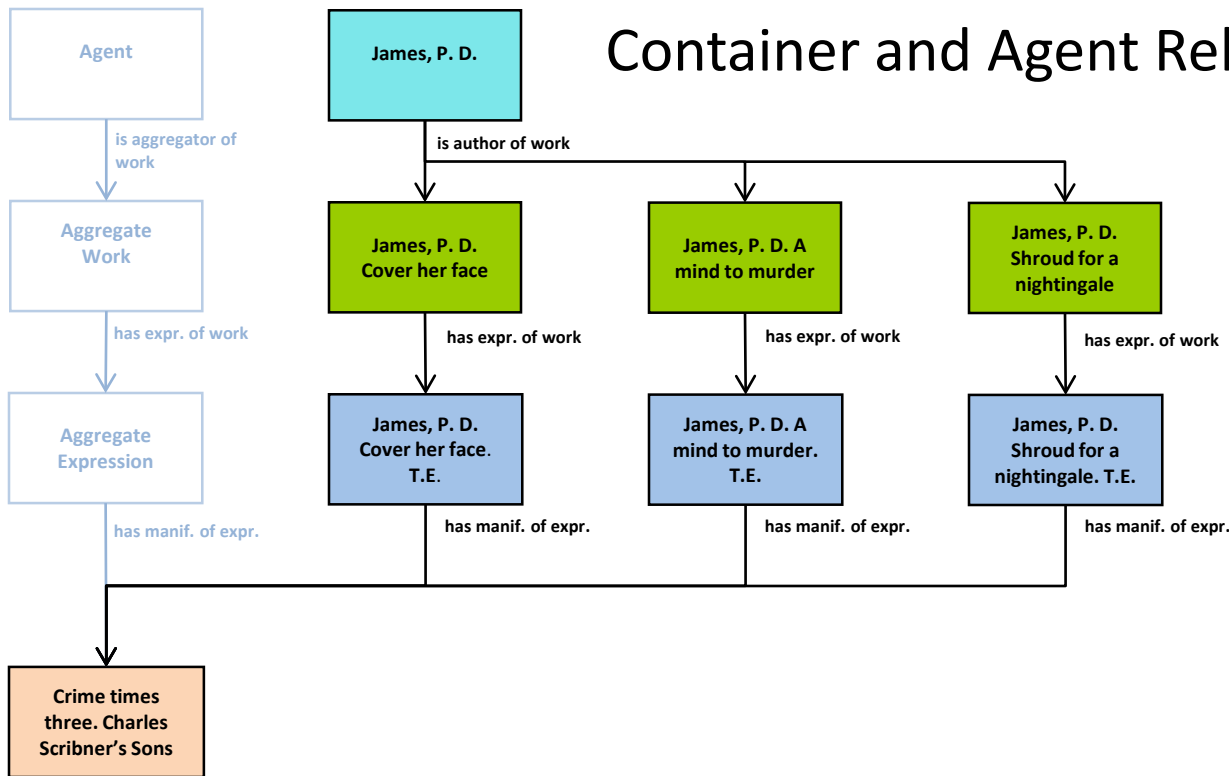 Container and Agent Rel
Agent
James, P. D.
is aggregator of
work
is author of work
Aggregate
Work
James, P. D.
Cover her face
James, P. D. A
mind to murder
James, P. D.
Shroud for a
nightingale
has expr. of work
has expr. of work
has expr. of work
has expr. of work
Aggregate
Expression
James, P. D.
Cover her face.
T.E.
James, P. D. A
mind to murder.
T.E.
James, P. D.
Shroud for a
nightingale. T.E.
has manif. of expr.
has manif. of expr.
has manif. of expr.
has manif. of expr.
Crime times
three. Charles
Scribner’s Sons